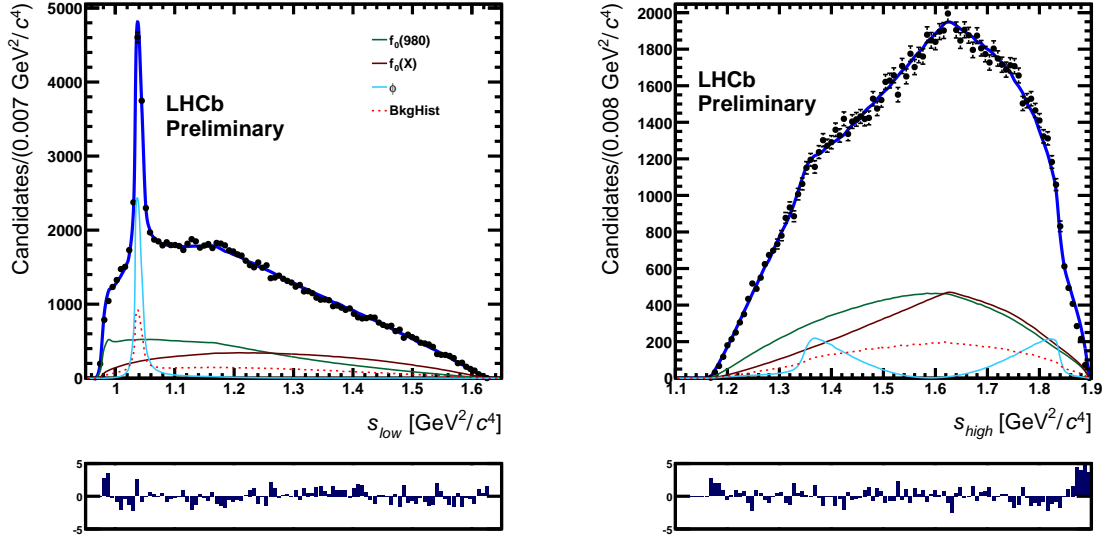 Candidates/(0.007 GeV²/c⁴)
5000
4000
3000
2000
1000
0
LHCb
Preliminary
f₀(980)
f₀(X)
ϕ
BkgHist
1 1.1 1.2 1.3 1.4 1.5 1.6
s_low [GeV²/c⁴]
5
0
-5
Candidates/(0.008 GeV²/c⁴)
2000
1800
1600
1400
1200
1000
800
600
400
200
0
LHCb
Preliminary
1.1 1.2 1.3 1.4 1.5 1.6 1.7 1.8 1.9
s_high [GeV²/c⁴]
5
0
-5